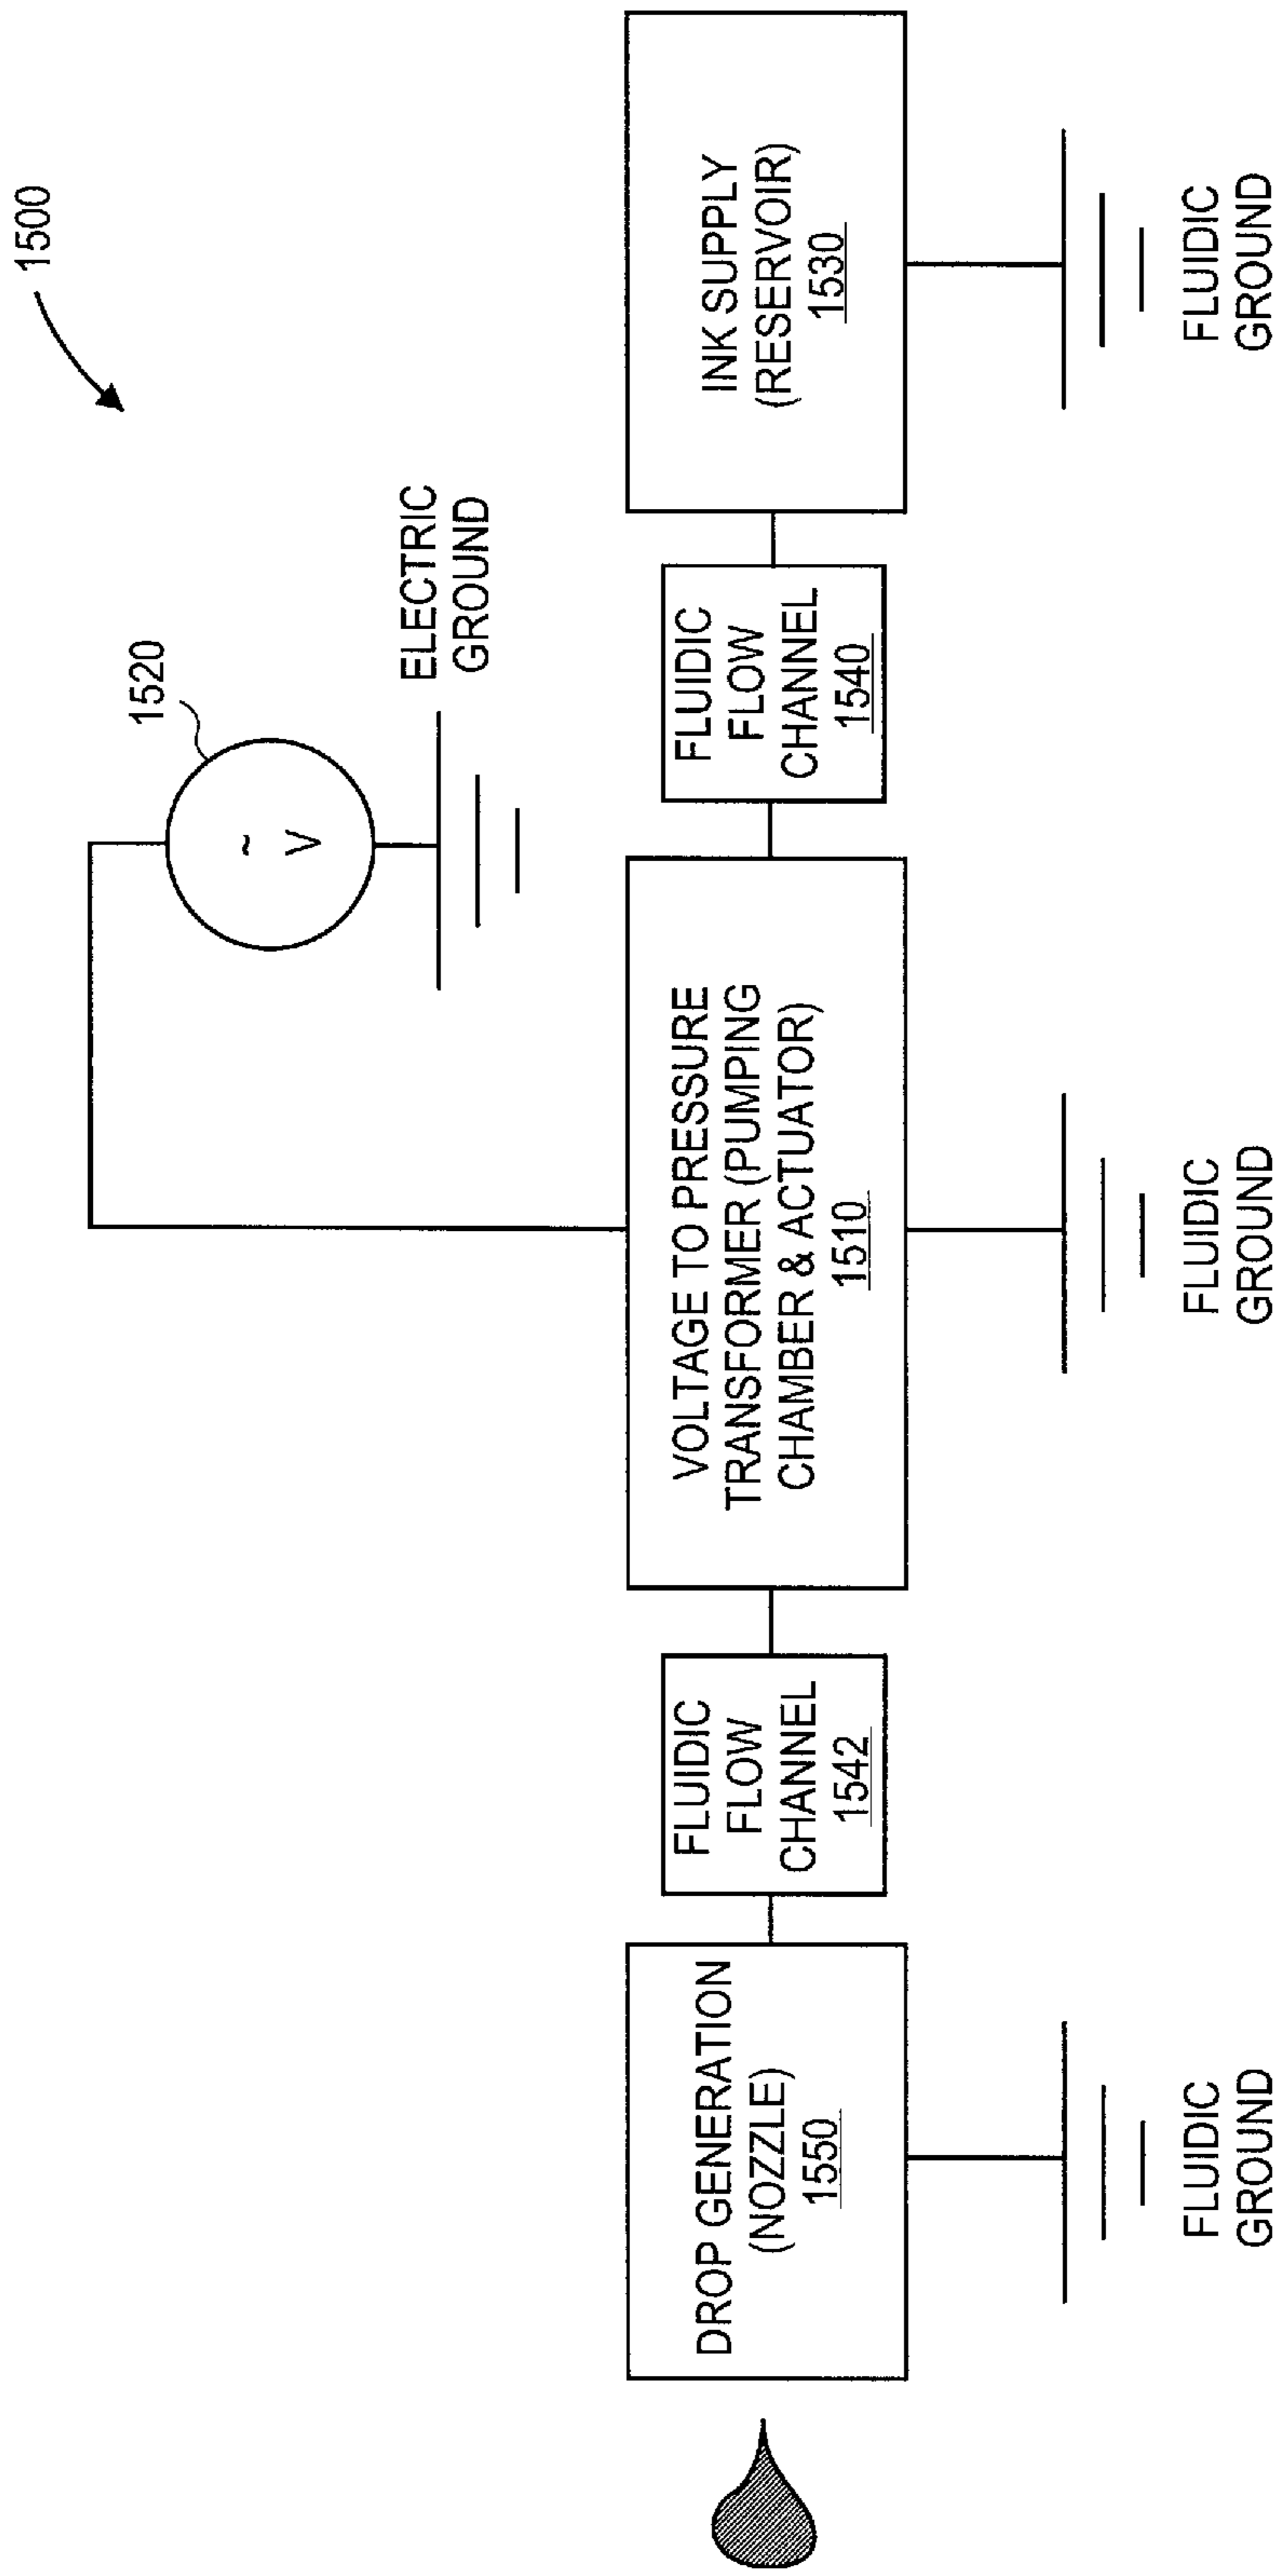 1500
1520
~
V
ELECTRIC
GROUND
DROP GENERATION
(NOZZLE)
1550
FLUIDIC
FLOW
CHANNEL
1542
VOLTAGE TO PRESSURE
TRANSFORMER (PUMPING
CHAMBER & ACTUATOR)
1510
FLUIDIC
FLOW
CHANNEL
1540
INK SUPPLY
(RESERVOIR)
1530
FLUIDIC
GROUND
FLUIDIC
GROUND
FLUIDIC
GROUND